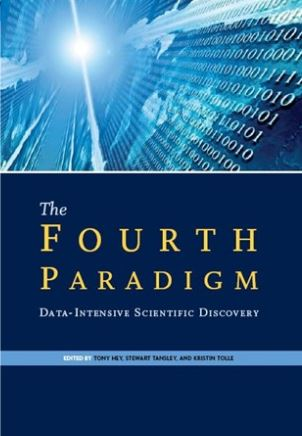 The
FOURTH
PARADIGM
DATA-INTENSIVE SCIENTIFIC DISCOVERY
EDITED BY TONY HEY, STEWART TANSLEY, AND KRISTIN TOLLE